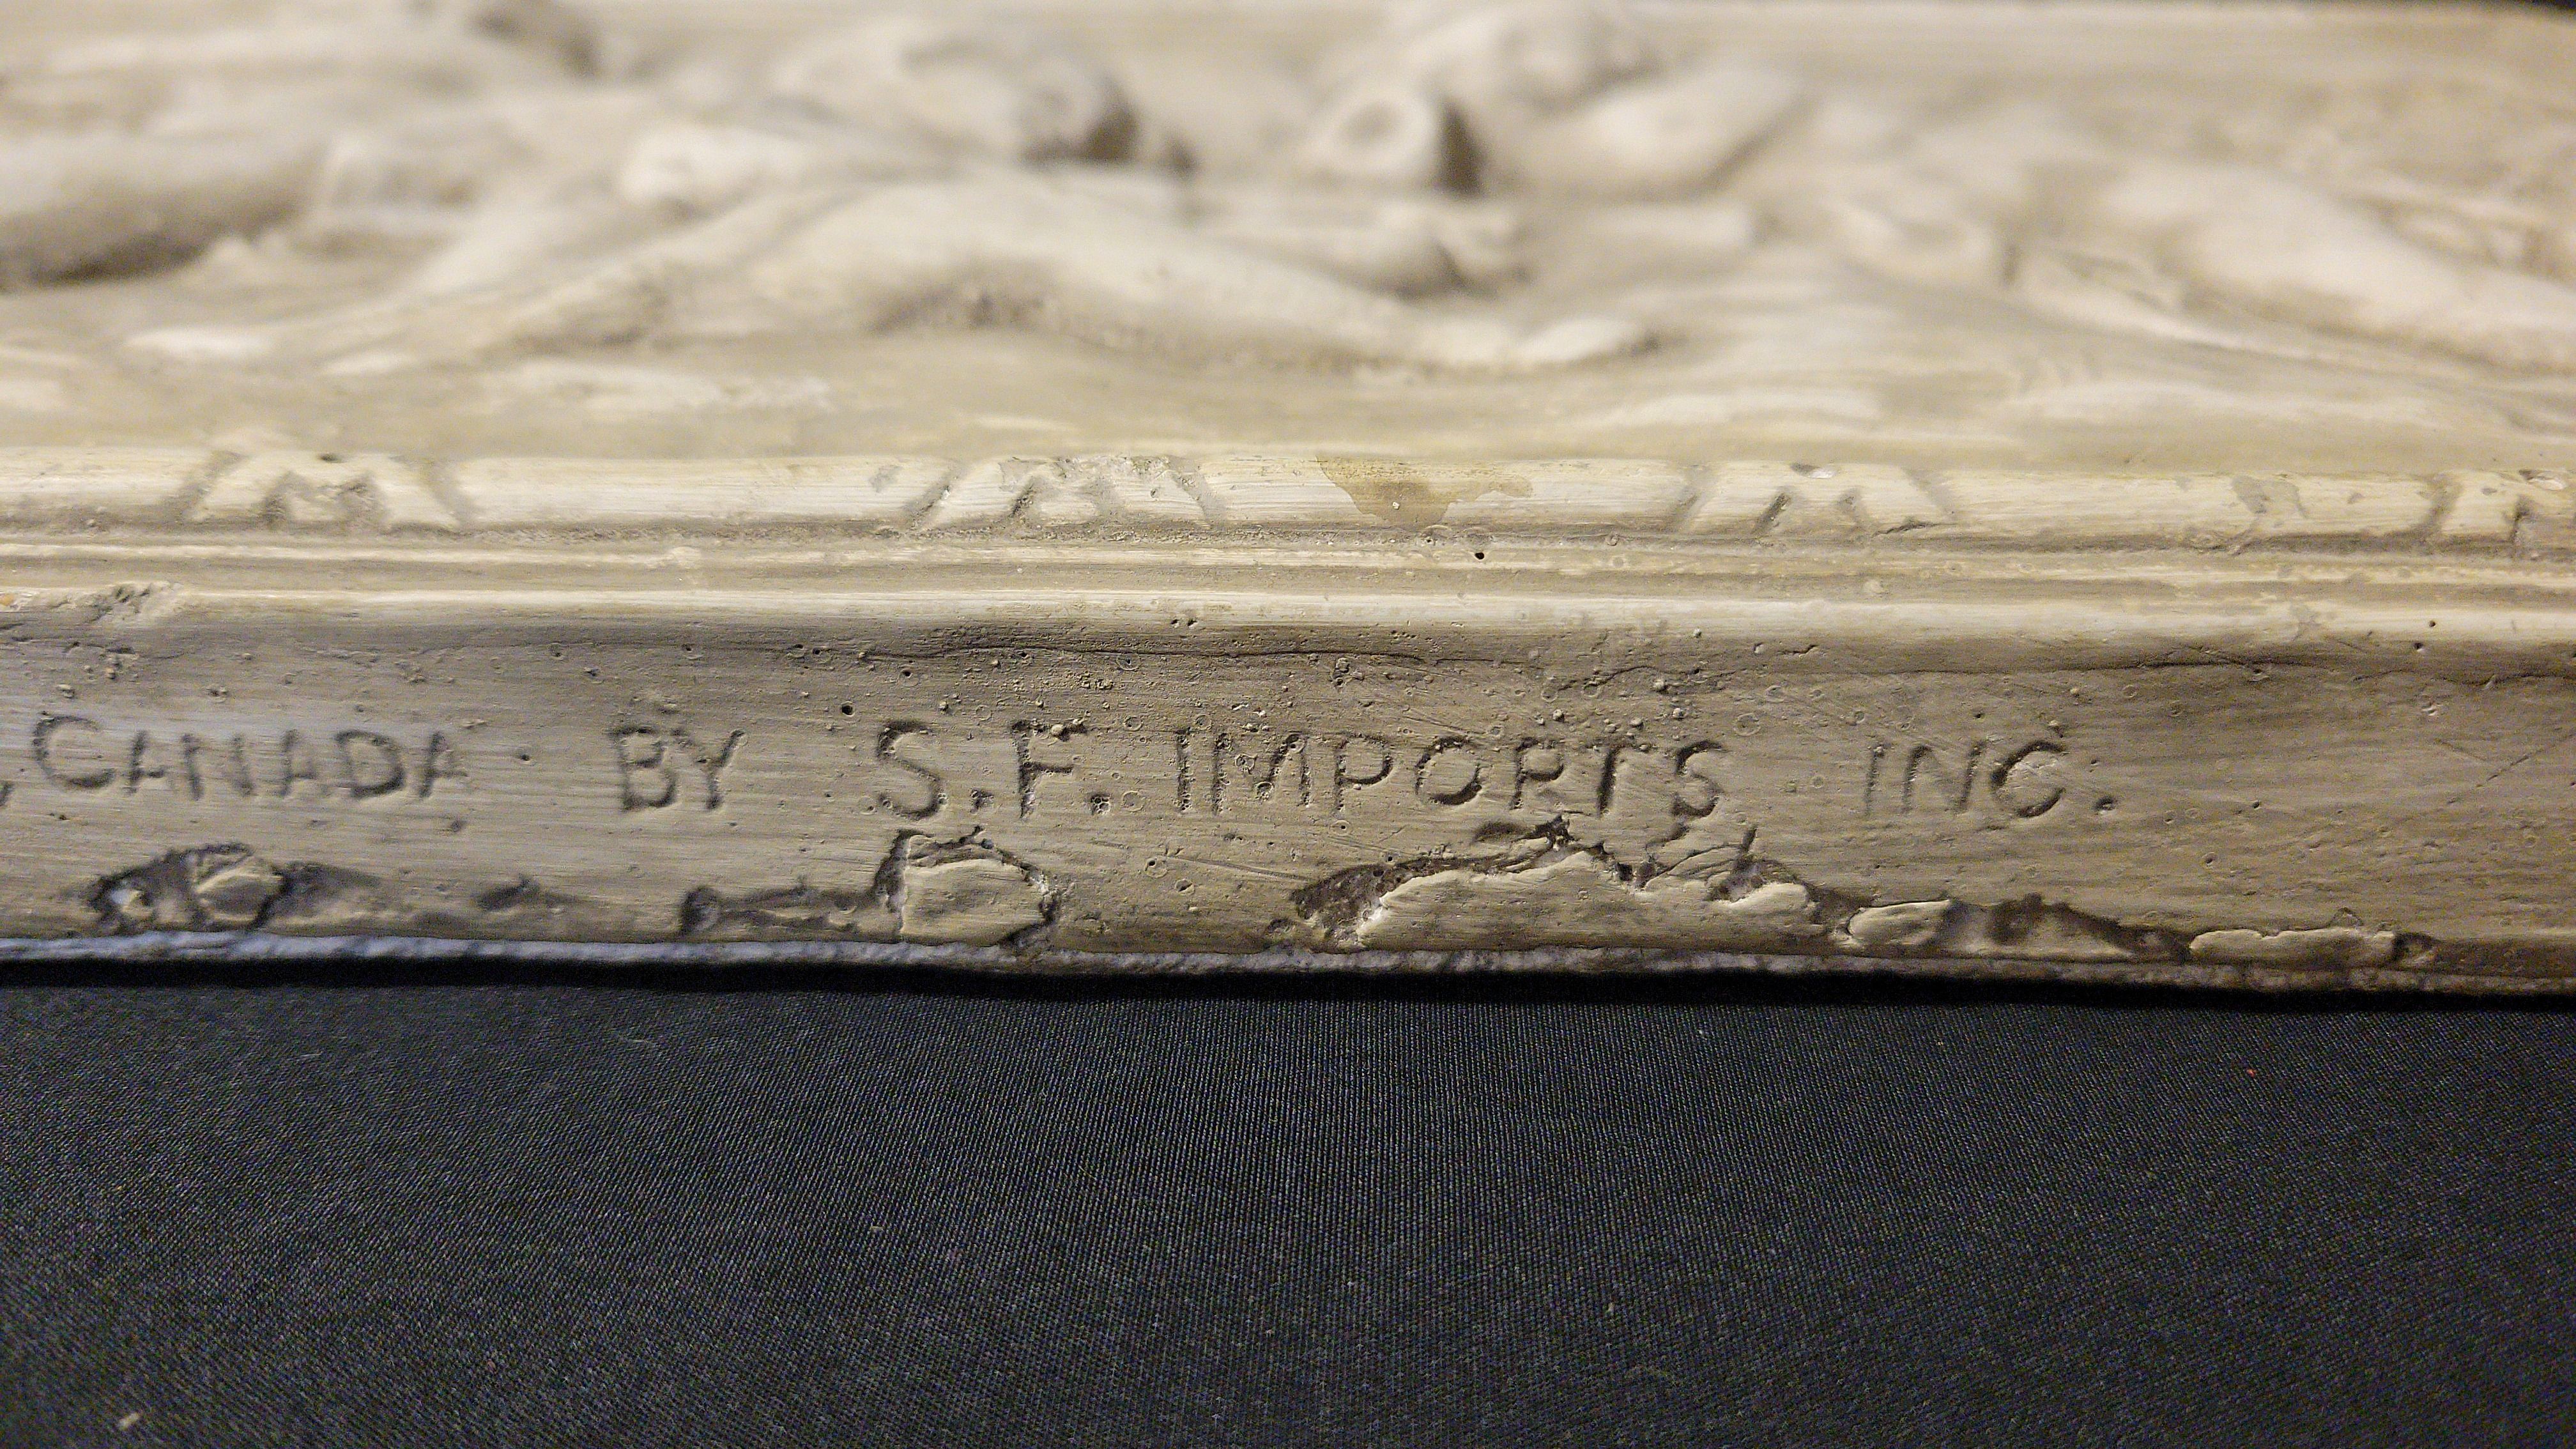 , CANADA · BY S.F. IMPORTS INC.